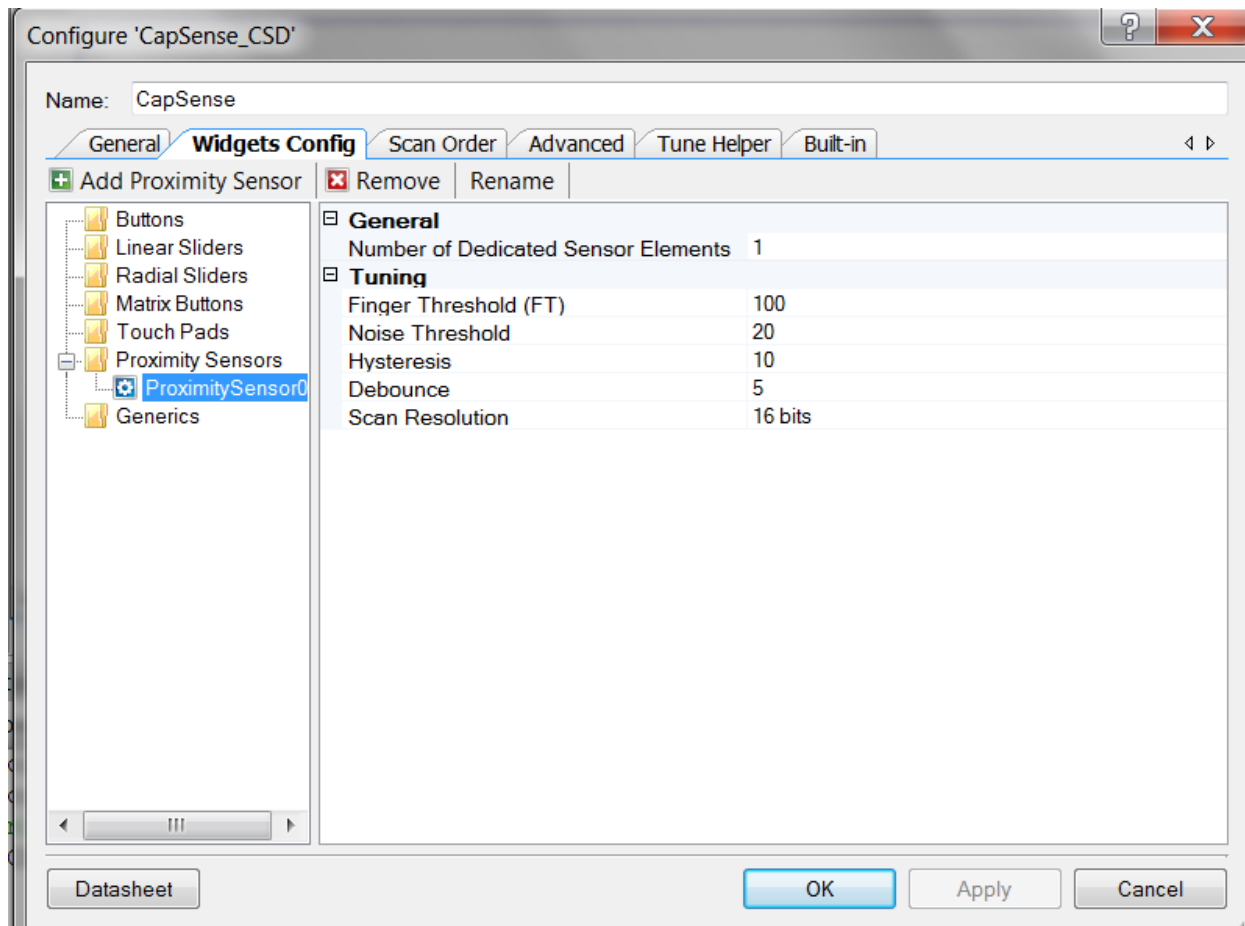 Configure 'CapSense_CSD'
Name: CapSense
General Widgets Config Scan Order Advanced Tune Helper Built-in
Add Proximity Sensor Remove Rename
Buttons
Linear Sliders
Radial Sliders
Matrix Buttons
Touch Pads
Proximity Sensors
ProximitySensor0
Generics
General
Number of Dedicated Sensor Elements 1
Tuning
Finger Threshold (FT) 100
Noise Threshold 20
Hysteresis 10
Debounce 5
Scan Resolution 16 bits
Datasheet OK Apply Cancel